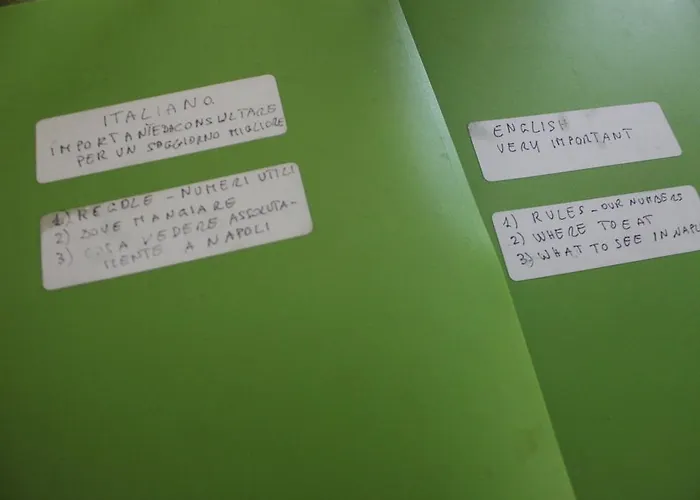 ITALIANO
IMPORTANTE DA CONSULTARE
PER UN SOGGIORNO MIGLIORE
1) REGOLE - NUMERI UTILI
2) DOVE MANGIARE
3) COSA VEDERE ASSOLUTA-
MENTE A NAPOLI
ENGLISH
VERY IMPORTANT
1) RULES - OUR NUMBERS
2) WHERE TO EAT
3) WHAT TO SEE IN NAPL